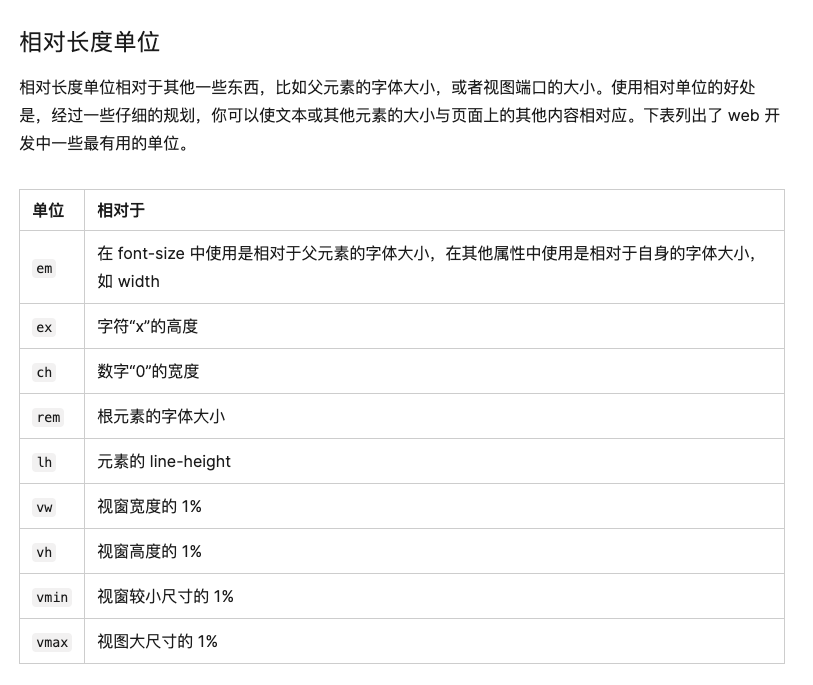 相对长度单位
相对长度单位相对于其他一些东西，比如父元素的字体大小，或者视图端口的大小。使用相对单位的好处
是，经过一些仔细的规划，你可以使文本或其他元素的大小与页面上的其他内容相对应。下表列出了 web 开
发中一些最有用的单位。
单位 相对于
em 在 font-size 中使用是相对于父元素的字体大小，在其他属性中使用是相对于自身的字体大小，
如 width
ex 字符“x”的高度
ch 数字“0”的宽度
rem 根元素的字体大小
lh 元素的 line-height
vw 视窗宽度的 1%
vh 视窗高度的 1%
vmin 视窗较小尺寸的 1%
vmax 视图大尺寸的 1%